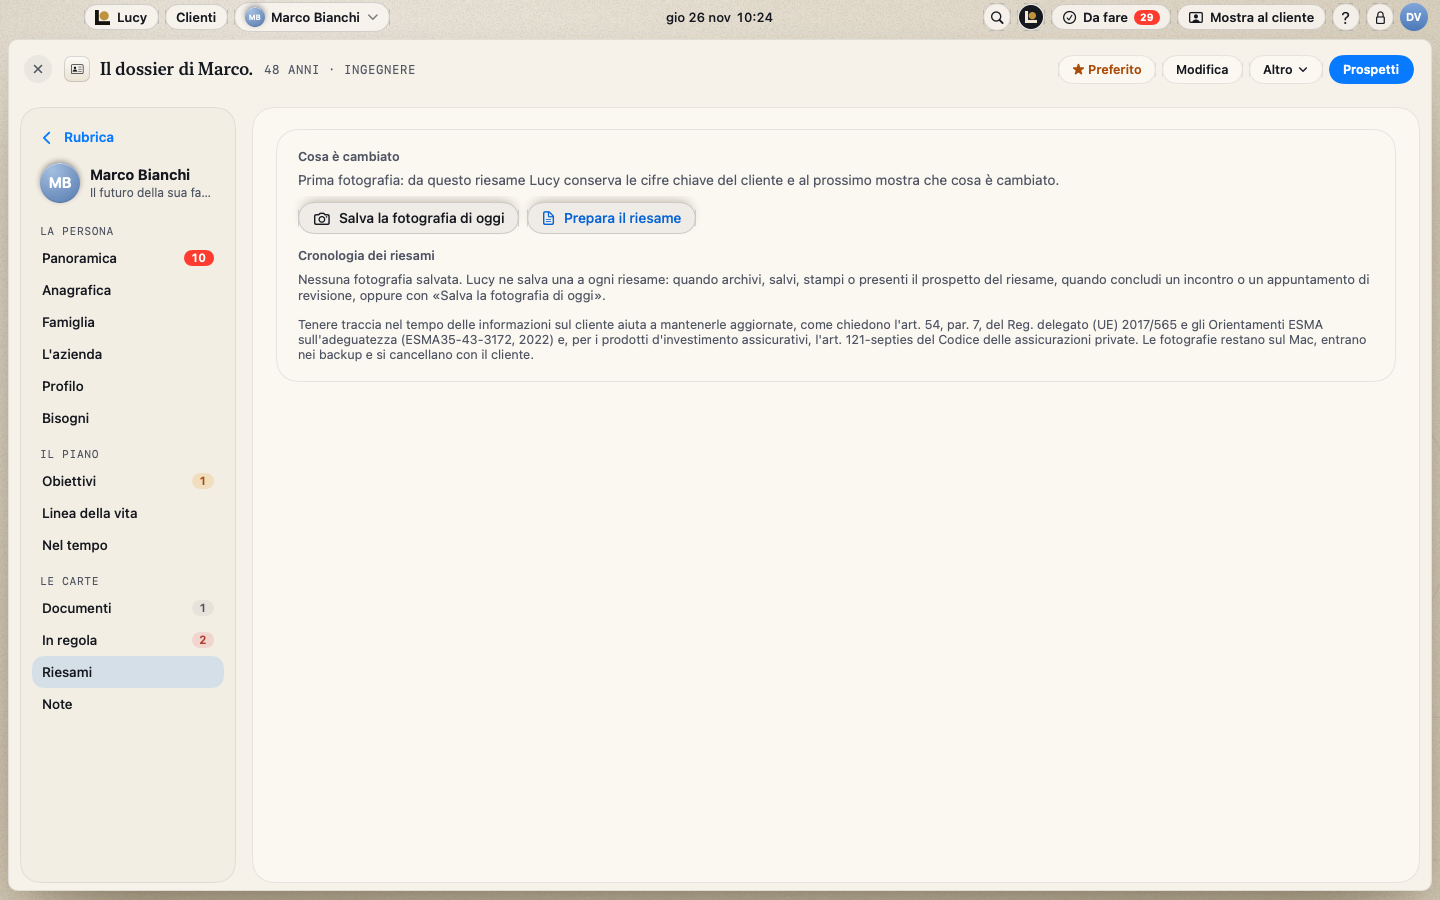 Lucy
Clienti
MB
Marco Bianchi
gio 26 nov 10:24
Da fare
29
Mostra al cliente
?
DV
Il dossier di Marco.
48 ANNI · INGEGNERE
Preferito
Modifica
Altro
Prospetti
Rubrica
MB
Marco Bianchi
Il futuro della sua fa...
LA PERSONA
Panoramica
10
Anagrafica
Famiglia
L'azienda
Profilo
Bisogni
IL PIANO
Obiettivi
1
Linea della vita
Nel tempo
LE CARTE
Documenti
1
In regola
2
Riesami
Note
Cosa è cambiato
Prima fotografia: da questo riesame Lucy conserva le cifre chiave del cliente e al prossimo mostra che cosa è cambiato.
Salva la fotografia di oggi
Prepara il riesame
Cronologia dei riesami
Nessuna fotografia salvata. Lucy ne salva una a ogni riesame: quando archivi, salvi, stampi o presenti il prospetto del riesame, quando concludi un incontro o un appuntamento di
revisione, oppure con «Salva la fotografia di oggi».
Tenere traccia nel tempo delle informazioni sul cliente aiuta a mantenerle aggiornate, come chiedono l'art. 54, par. 7, del Reg. delegato (UE) 2017/565 e gli Orientamenti ESMA
sull'adeguatezza (ESMA35-43-3172, 2022) e, per i prodotti d'investimento assicurativi, l'art. 121-septies del Codice delle assicurazioni private. Le fotografie restano sul Mac, entrano
nei backup e si cancellano con il cliente.